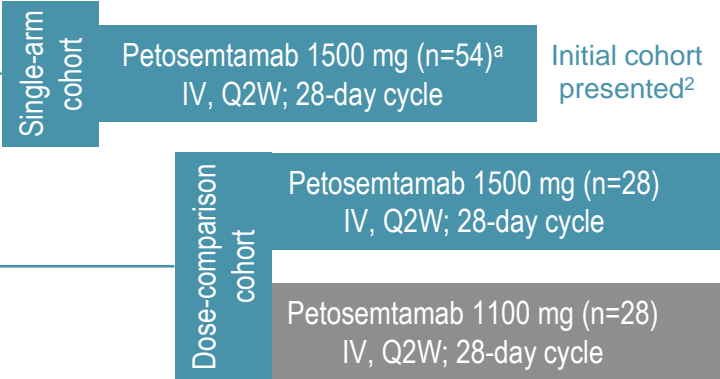 Single-arm
cohort
Petosemtamab 1500 mg (n=54)ᵃ
IV, Q2W; 28-day cycle
Initial cohort
presented²
Dose-comparison
cohort
Petosemtamab 1500 mg (n=28)
IV, Q2W; 28-day cycle
Petosemtamab 1100 mg (n=28)
IV, Q2W; 28-day cycle